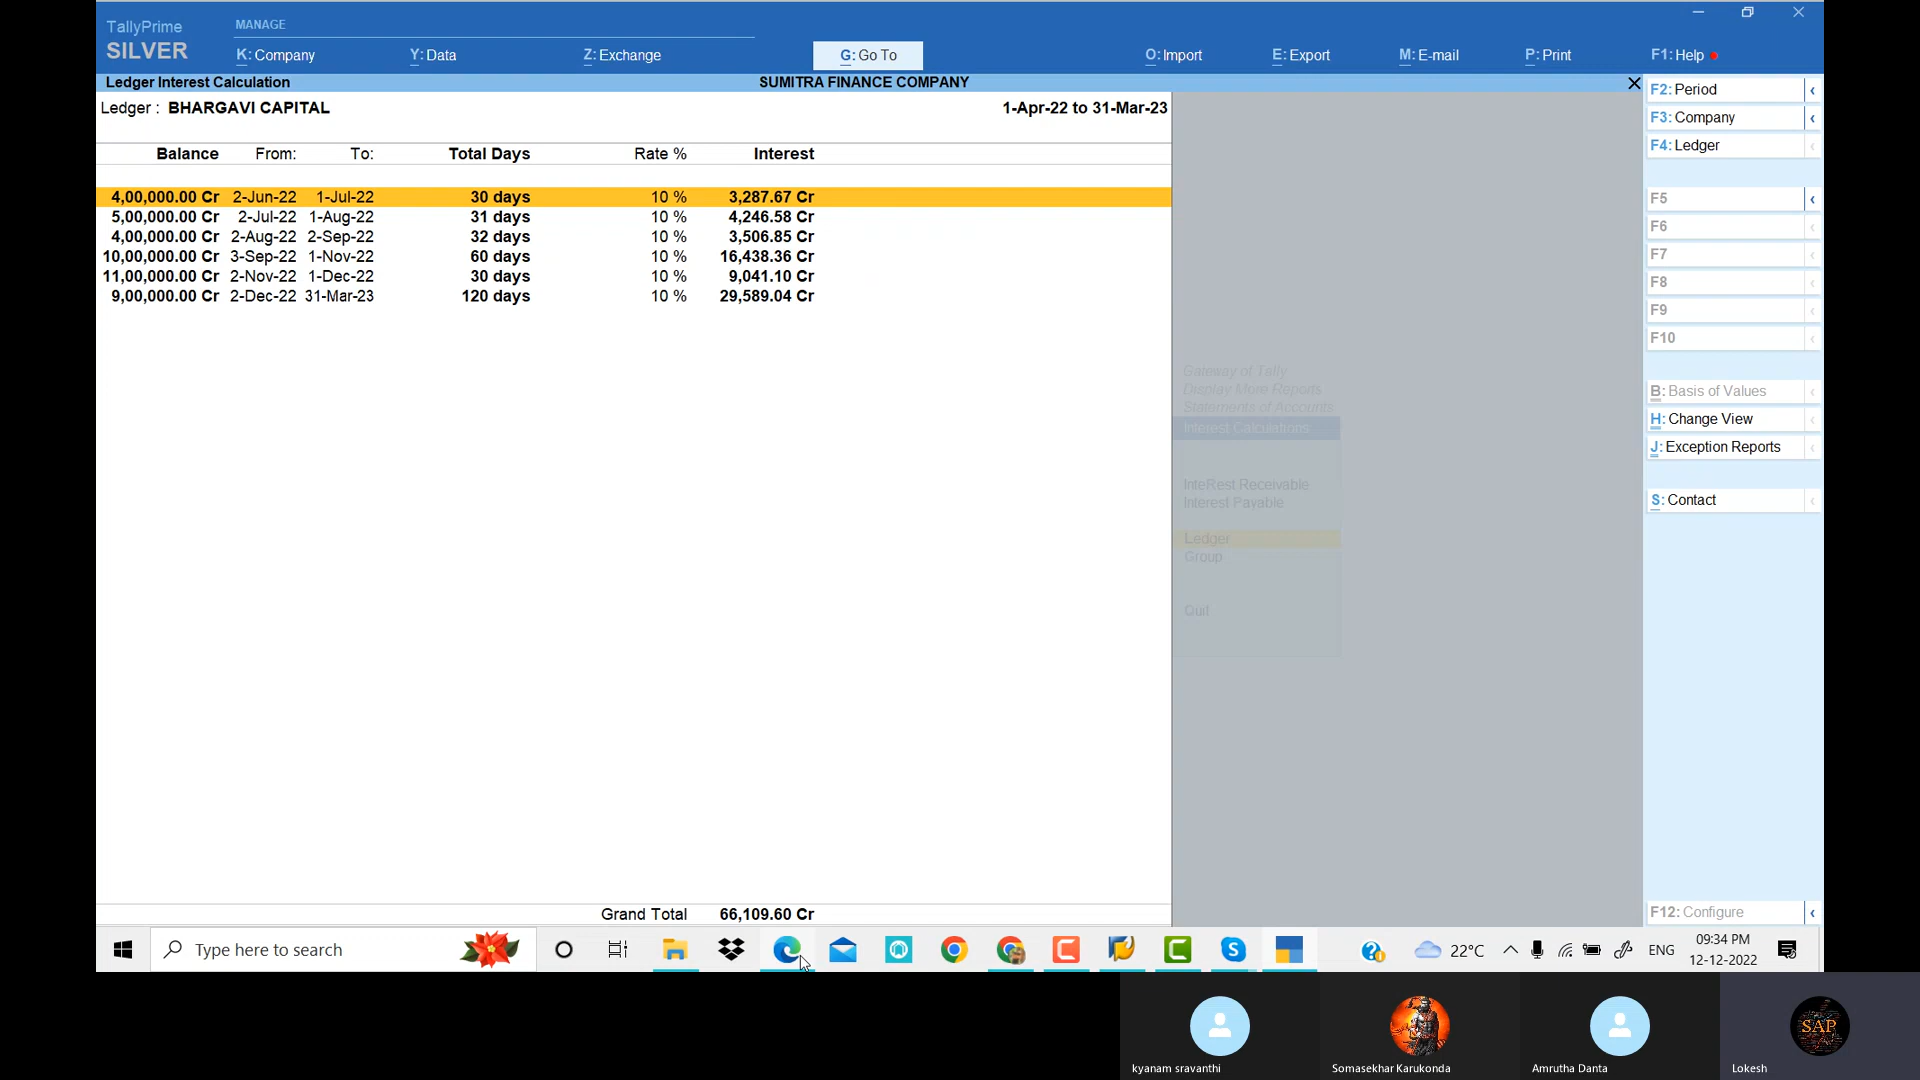 TallyPrime
SILVER
MANAGE
K: Company
Y: Data
Z: Exchange
G: Go To
O: Import
E: Export
M: E-mail
P: Print
F1: Help
Ledger Interest Calculation
SUMITRA FINANCE COMPANY
Ledger : BHARGAVI CAPITAL
1-Apr-22 to 31-Mar-23
Balance From: To: Total Days Rate % Interest
4,00,000.00 Cr 2-Jun-22 1-Jul-22 30 days 10 % 3,287.67 Cr
5,00,000.00 Cr 2-Jul-22 1-Aug-22 31 days 10 % 4,246.58 Cr
4,00,000.00 Cr 2-Aug-22 2-Sep-22 32 days 10 % 3,506.85 Cr
10,00,000.00 Cr 3-Sep-22 1-Nov-22 60 days 10 % 16,438.36 Cr
11,00,000.00 Cr 2-Nov-22 1-Dec-22 30 days 10 % 9,041.10 Cr
9,00,000.00 Cr 2-Dec-22 31-Mar-23 120 days 10 % 29,589.04 Cr
Grand Total 66,109.60 Cr
Gateway of Tally
Display More Reports
Statements of Accounts
Interest Calculations
InteRest Receivable
Interest Payable
Ledger
Group
Quit
F2: Period
F3: Company
F4: Ledger
F5
F6
F7
F8
F9
F10
B: Basis of Values
H: Change View
J: Exception Reports
S: Contact
F12: Configure
Type here to search
22°C
ENG
09:34 PM
12-12-2022
kyanam sravanthi
Somasekhar Karukonda
Amrutha Danta
SAP
Lokesh